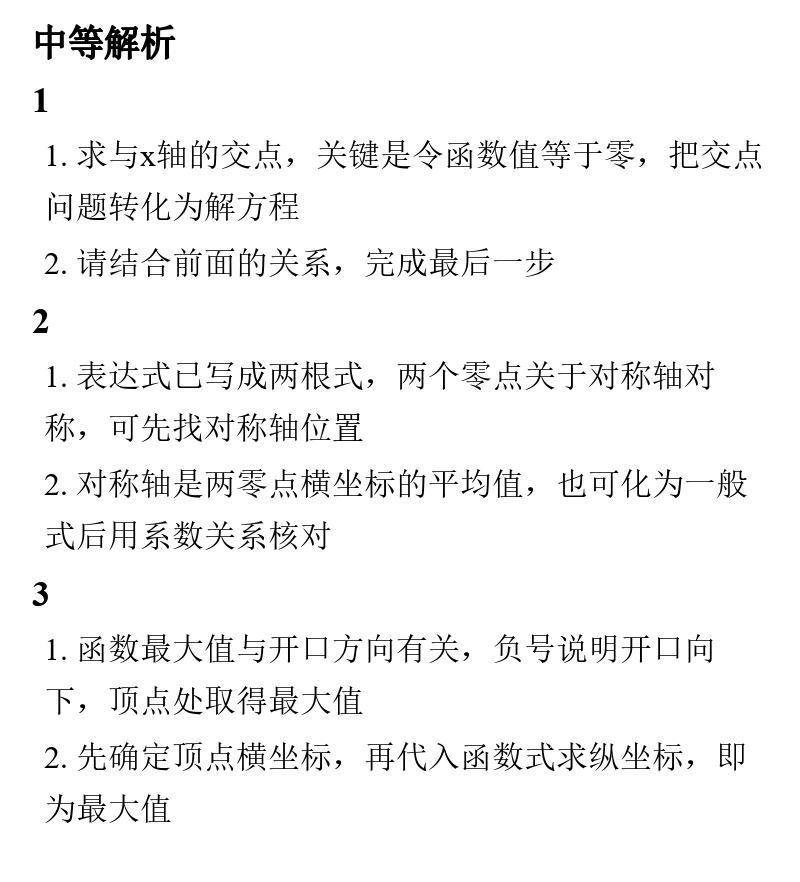 中等解析
1
1. 求与x轴的交点，关键是令函数值等于零，把交点
问题转化为解方程
2. 请结合前面的关系，完成最后一步
2
1. 表达式已写成两根式，两个零点关于对称轴对
称，可先找对称轴位置
2. 对称轴是两零点横坐标的平均值，也可化为一般
式后用系数关系核对
3
1. 函数最大值与开口方向有关，负号说明开口向
下，顶点处取得最大值
2. 先确定顶点横坐标，再代入函数式求纵坐标，即
为最大值